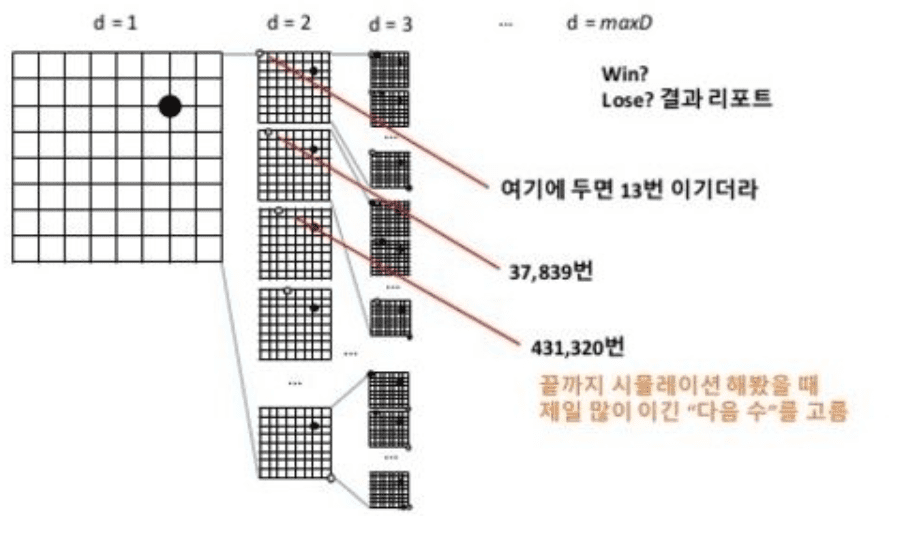 d = 1
d = 2
d = 3
...
d = maxD
Win?
Lose? 결과 리포트
...
여기에 두면 13번 이기더라
37,839번
...
431,320번
...
끝까지 시뮬레이션 해봤을 때
...
제일 많이 이긴 “다음 수”를 고름
...